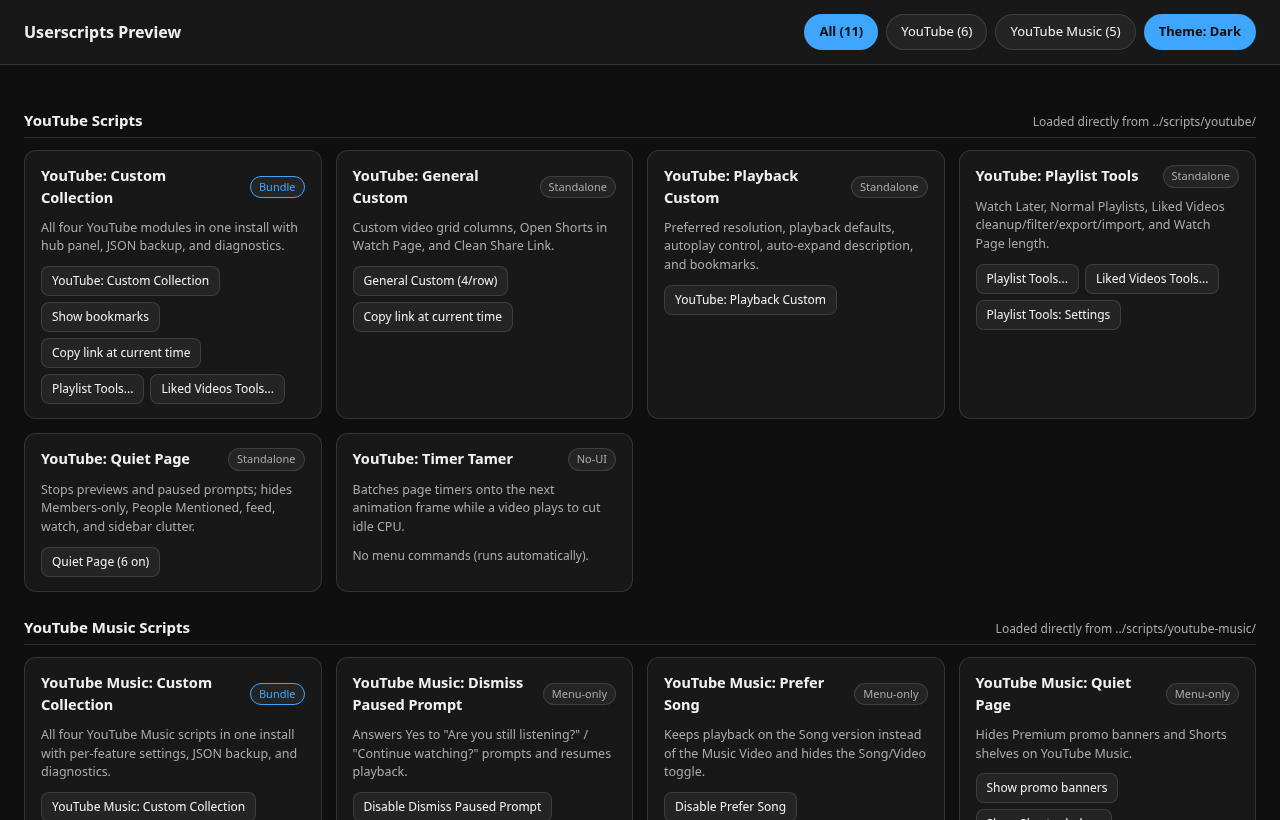 Userscripts Preview
All (11)
YouTube (6)
YouTube Music (5)
Theme: Dark
YouTube Scripts
Loaded directly from ../scripts/youtube/
YouTube: Custom
Collection
Bundle
All four YouTube modules in one install with
hub panel, JSON backup, and diagnostics.
YouTube: Custom Collection
Show bookmarks
Copy link at current time
Playlist Tools...
Liked Videos Tools...
YouTube: General
Custom
Standalone
Custom video grid columns, Open Shorts in
Watch Page, and Clean Share Link.
General Custom (4/row)
Copy link at current time
YouTube: Playback
Custom
Standalone
Preferred resolution, playback defaults,
autoplay control, auto-expand description,
and bookmarks.
YouTube: Playback Custom
YouTube: Playlist Tools
Standalone
Watch Later, Normal Playlists, Liked Videos
cleanup/filter/export/import, and Watch
Page length.
Playlist Tools...
Liked Videos Tools...
Playlist Tools: Settings
YouTube: Quiet Page
Standalone
Stops previews and paused prompts; hides
Members-only, People Mentioned, feed,
watch, and sidebar clutter.
Quiet Page (6 on)
YouTube: Timer Tamer
No-UI
Batches page timers onto the next
animation frame while a video plays to cut
idle CPU.
No menu commands (runs automatically).
YouTube Music Scripts
Loaded directly from ../scripts/youtube-music/
YouTube Music: Custom
Collection
Bundle
All four YouTube Music scripts in one install
with per-feature settings, JSON backup, and
diagnostics.
YouTube Music: Custom Collection
YouTube Music: Dismiss
Paused Prompt
Menu-only
Answers Yes to "Are you still listening?" /
"Continue watching?" prompts and resumes
playback.
Disable Dismiss Paused Prompt
YouTube Music: Prefer
Song
Menu-only
Keeps playback on the Song version instead
of the Music Video and hides the Song/Video
toggle.
Disable Prefer Song
YouTube Music: Quiet
Page
Menu-only
Hides Premium promo banners and Shorts
shelves on YouTube Music.
Show promo banners